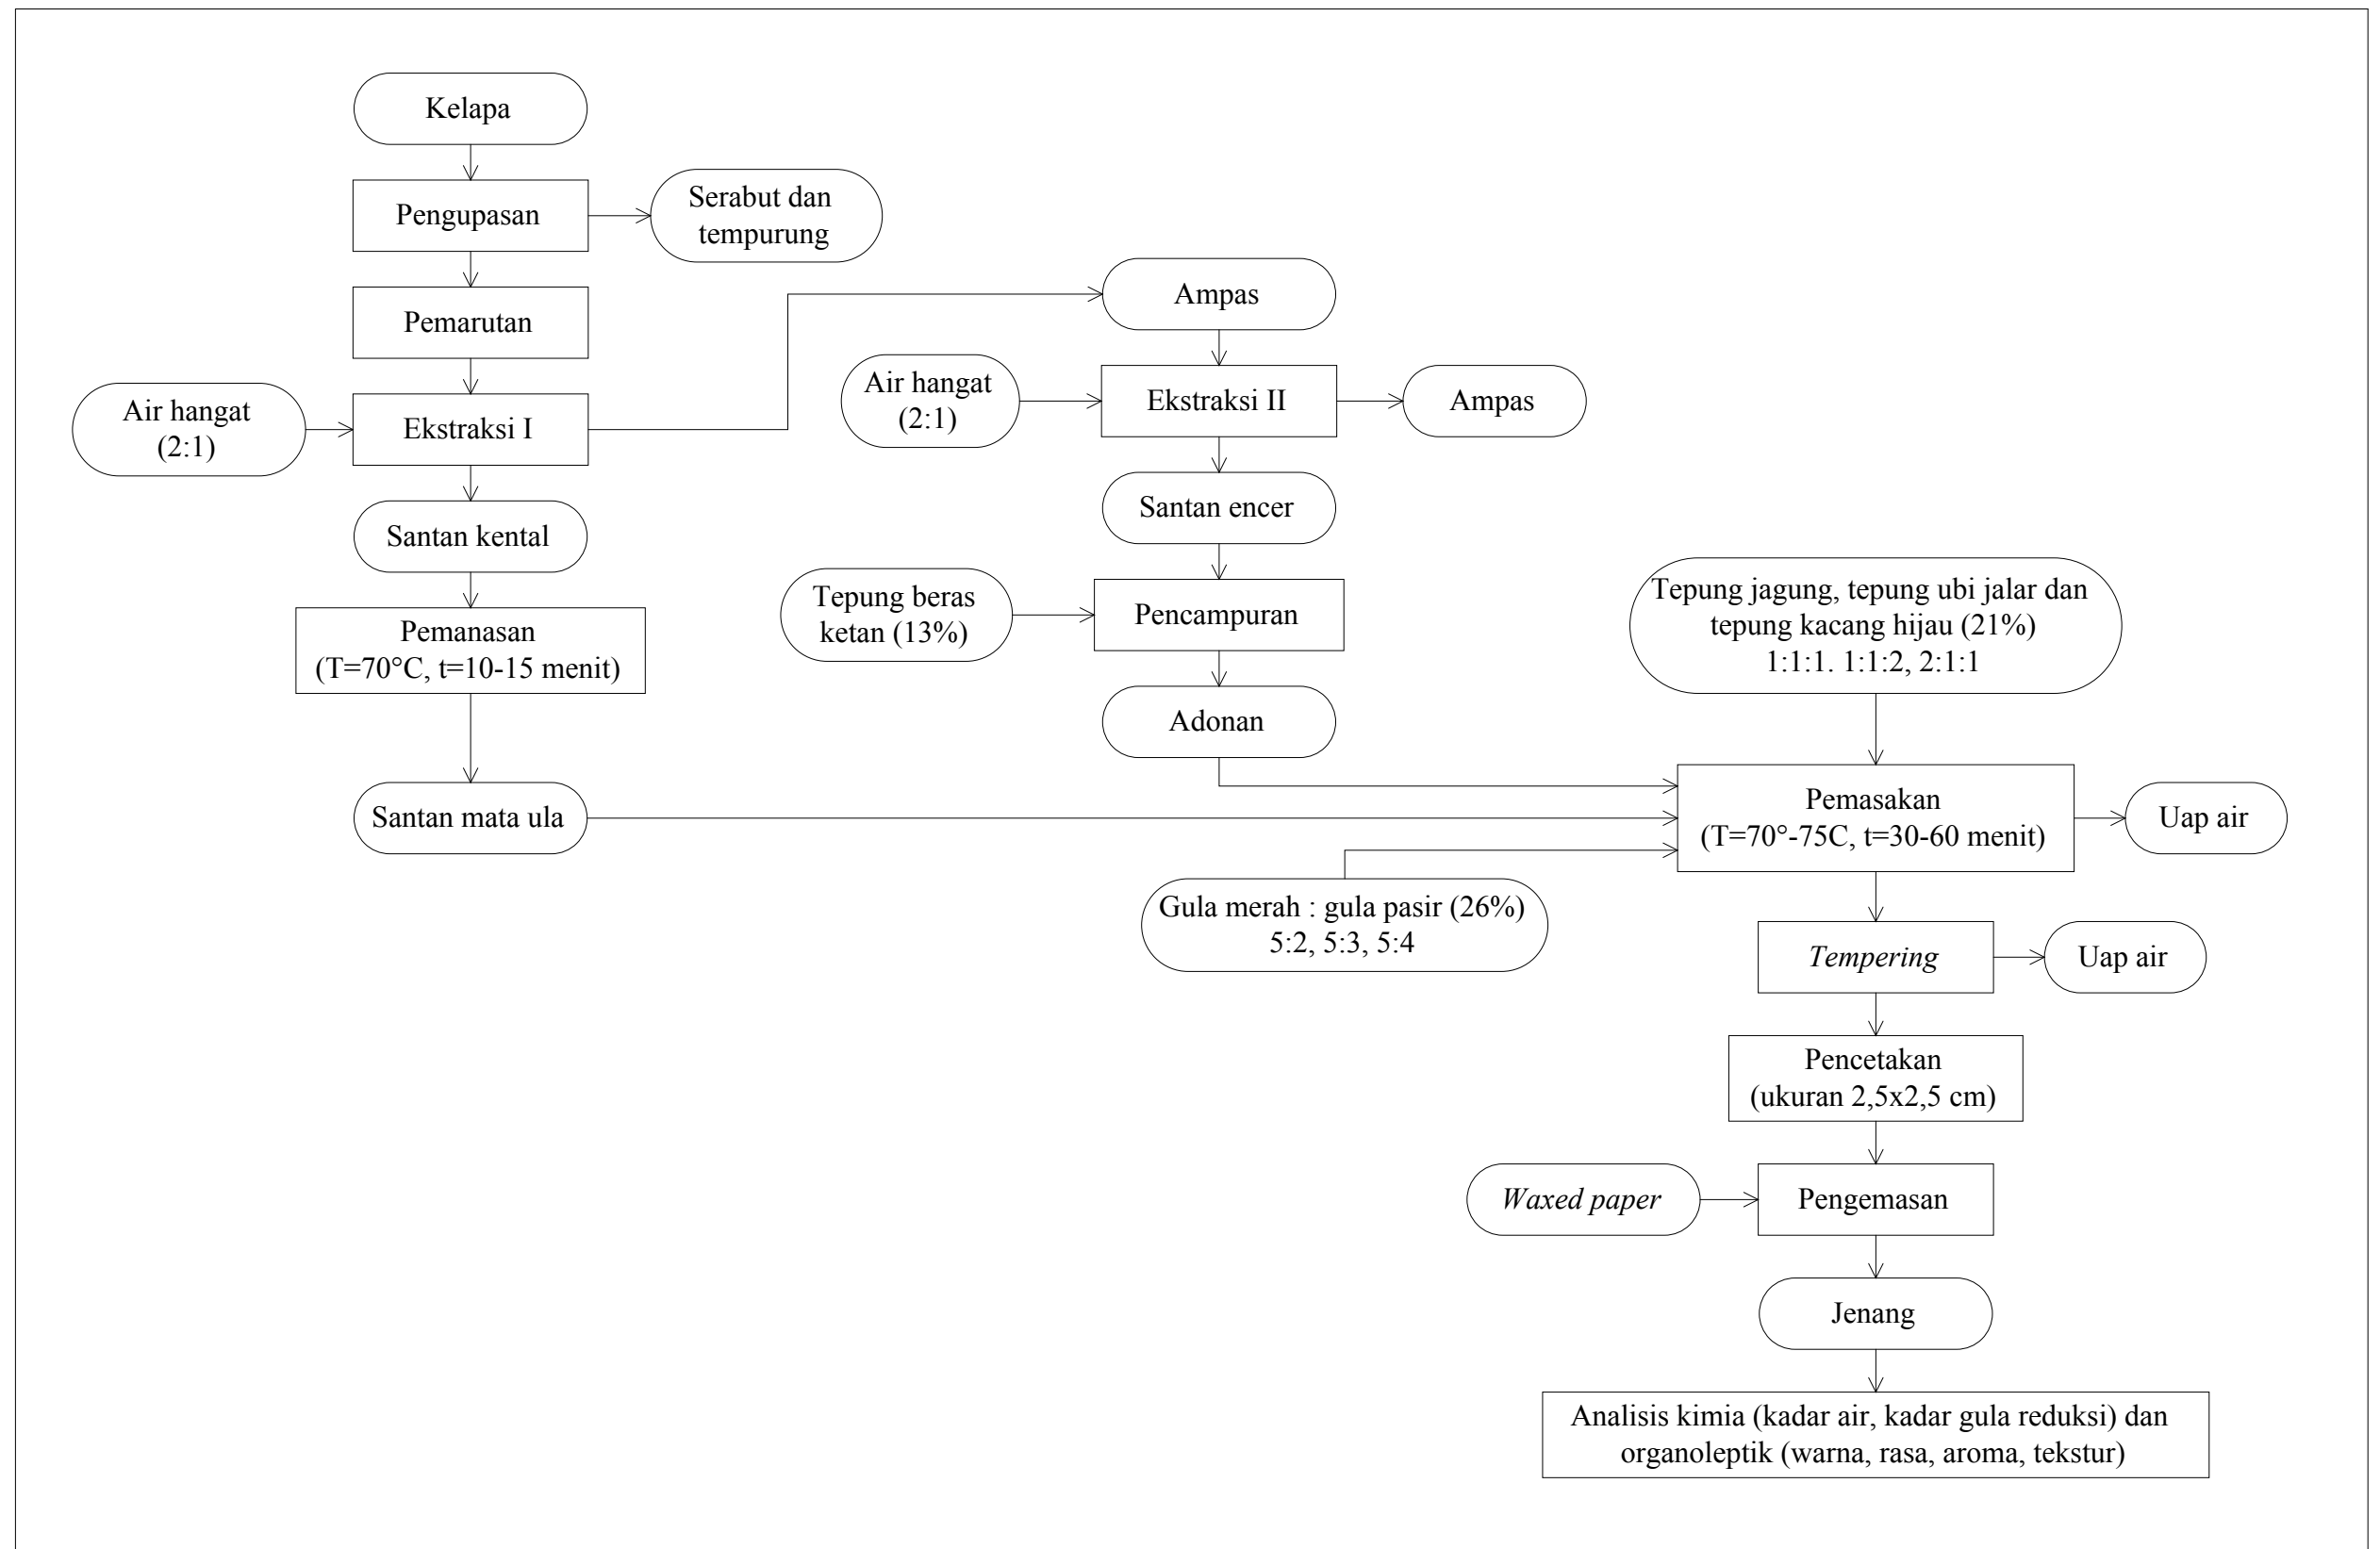 Kelapa
Pengupasan
Serabut dan
tempurung
Pemarutan
Air hangat
(2:1)
Ekstraksi I
Santan kental
Pemanasan
(T=70°C, t=10-15 menit)
Santan mata ula
Ampas
Air hangat
(2:1)
Ekstraksi II
Ampas
Santan encer
Tepung beras
ketan (13%)
Pencampuran
Adonan
Tepung jagung, tepung ubi jalar dan
tepung kacang hijau (21%)
1:1:1. 1:1:2, 2:1:1
Pemasakan
(T=70°-75C, t=30-60 menit)
Uap air
Gula merah : gula pasir (26%)
5:2, 5:3, 5:4
Tempering
Uap air
Pencetakan
(ukuran 2,5x2,5 cm)
Waxed paper
Pengemasan
Jenang
Analisis kimia (kadar air, kadar gula reduksi) dan
organoleptik (warna, rasa, aroma, tekstur)